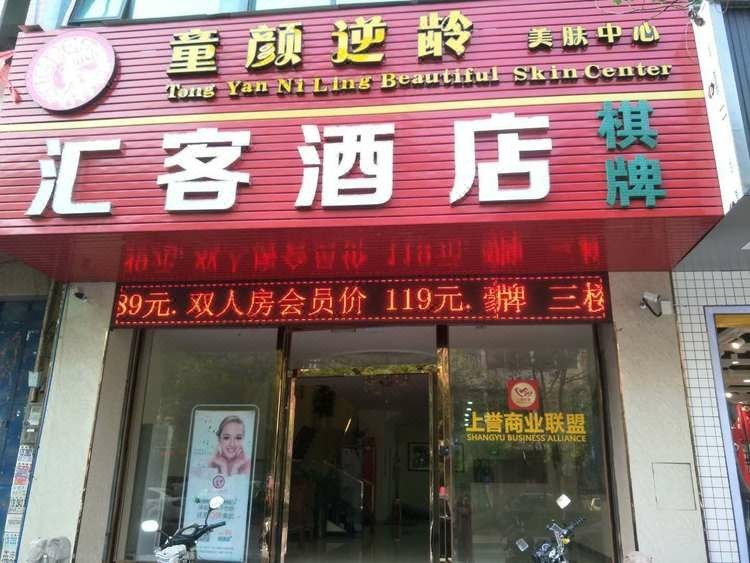 童颜逆龄 美肤中心
Tong Yan Ni Ling Beautiful Skin Center
汇客酒店
棋牌
89元. 双人房会员价 119元. 牌 三楼
上誉商业联盟
SHANGYU BUSINESS ALLIANCE